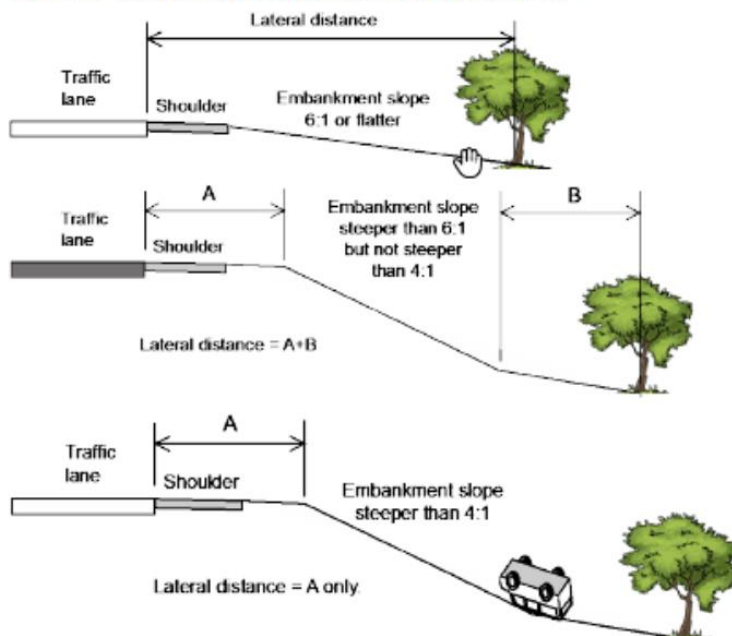 Lateral distance
Traffic
lane
Shoulder
Embankment slope
6:1 or flatter
A
B
Traffic
lane
Shoulder
Embankment slope
steeper than 6:1
but not steeper
than 4:1
Lateral distance = A+B
A
Traffic
lane
Shoulder
Embankment slope
steeper than 4:1
Lateral distance = A only.